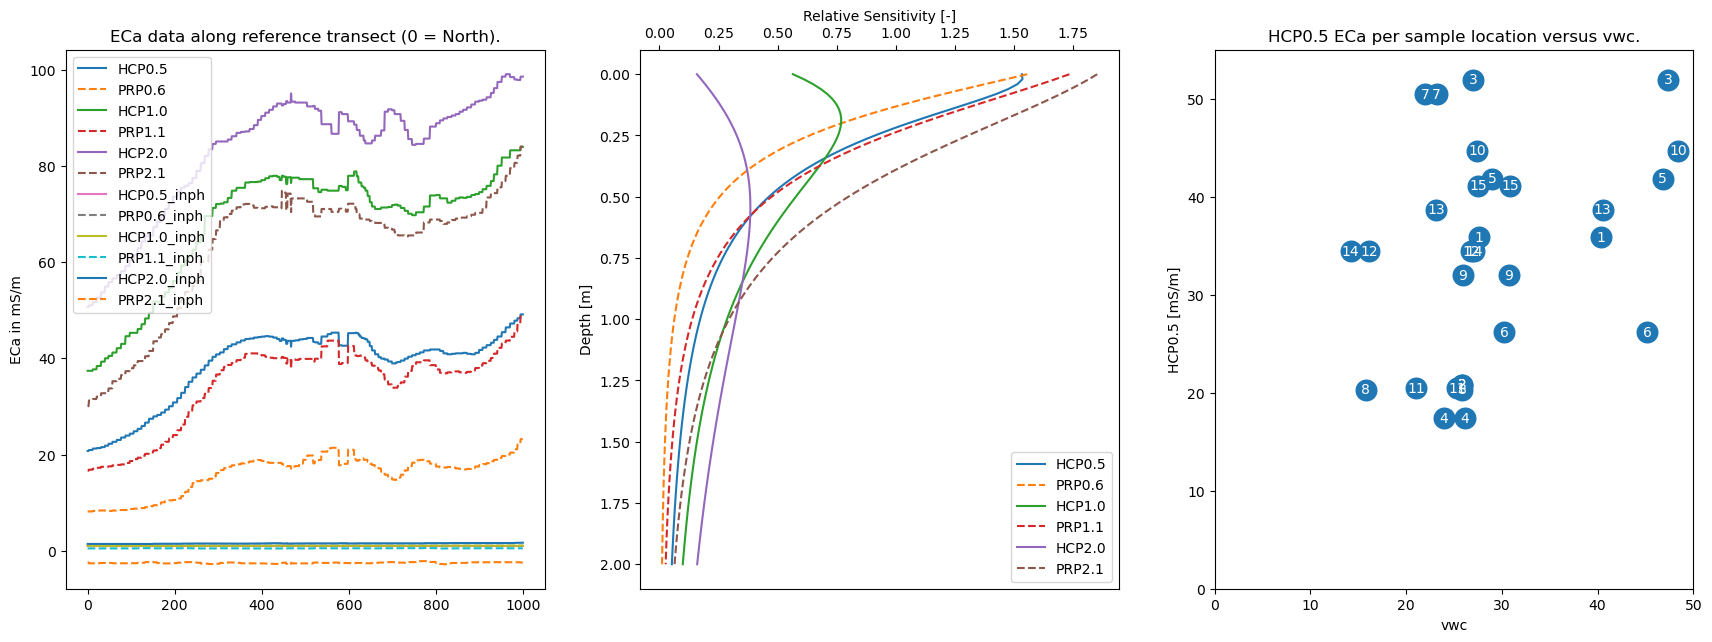 ECa data along reference transect (0 = North).
ECa in mS/m
100
80
60
40
20
0
0
200
400
600
800
1000
HCP0.5
PRP0.6
HCP1.0
PRP1.1
HCP2.0
PRP2.1
HCP0.5_inph
PRP0.6_inph
HCP1.0_inph
PRP1.1_inph
HCP2.0_inph
PRP2.1_inph
Relative Sensitivity [-]
0.00
0.25
0.50
0.75
1.00
1.25
1.50
1.75
Depth [m]
0.00
0.25
0.50
0.75
1.00
1.25
1.50
1.75
2.00
HCP0.5
PRP0.6
HCP1.0
PRP1.1
HCP2.0
PRP2.1
HCP0.5 ECa per sample location versus vwc.
HCP0.5 [mS/m]
50
40
30
20
10
0
0
10
20
30
40
50
vwc
3
3
7
7
10
10
5
5
15
15
13
13
1
1
14
12
12
14
9
9
6
6
8
11
4
4